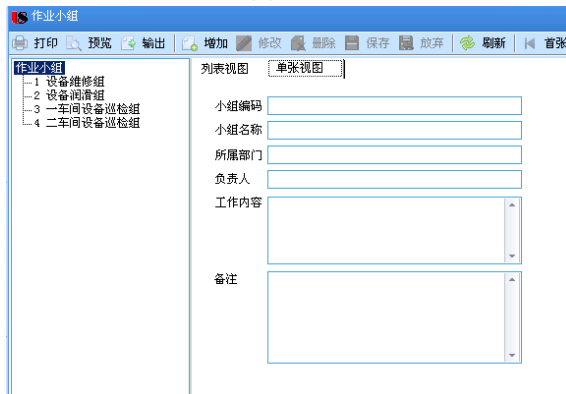 作业小组
打印 预览 输出 增加 修改 删除 保存 放弃 刷新 首张
作业小组
1 设备维修组
2 设备润滑组
3 一车间设备巡检组
4 二车间设备巡检组
列表视图 单张视图
小组编码
小组名称
所属部门
负责人
工作内容
备注